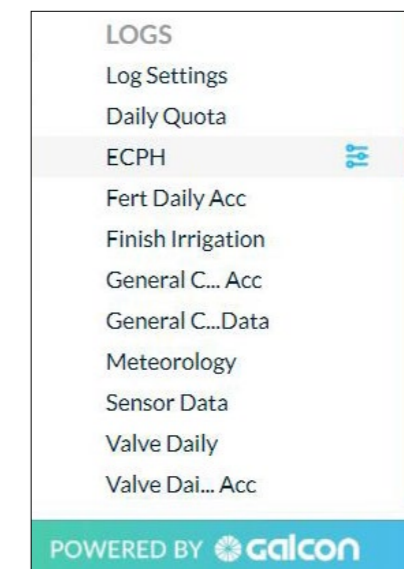 LOGS
Log Settings
Daily Quota
ECPH
Fert Daily Acc
Finish Irrigation
General C... Acc
General C...Data
Meteorology
Sensor Data
Valve Daily
Valve Dai... Acc
POWERED BY Galcon